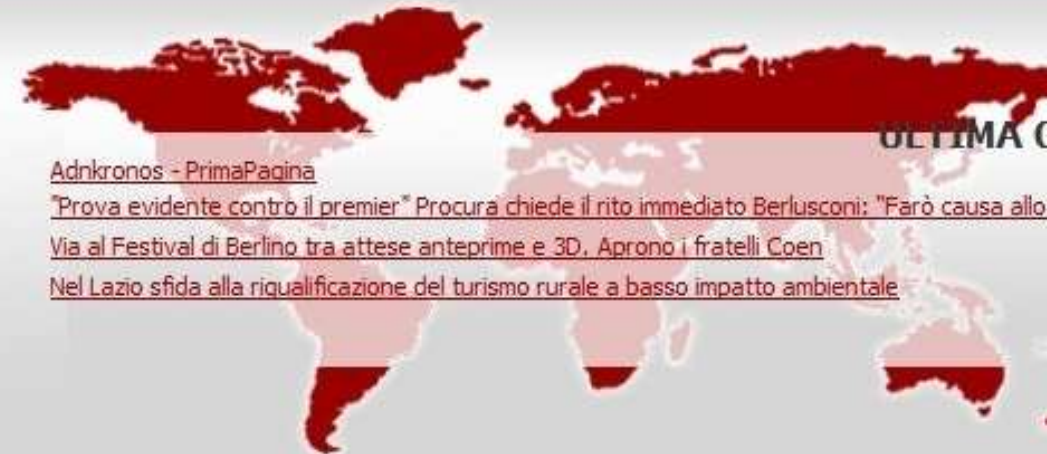 ULTIMA
Adnkronos - PrimaPagina
"Prova evidente contro il premier" Procura chiede il rito immediato Berlusconi: "Farò causa allo
Via al Festival di Berlino tra attese anteprime e 3D. Aprono i fratelli Coen
Nel Lazio sfida alla riqualificazione del turismo rurale a basso impatto ambientale